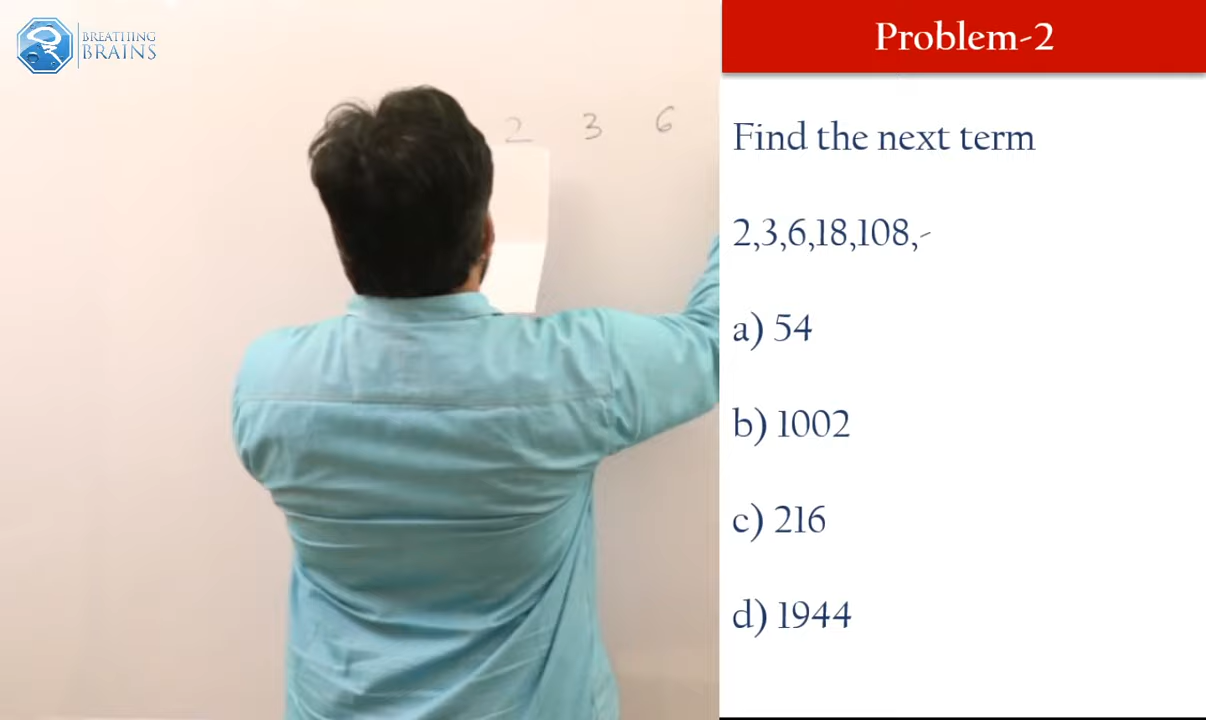 BREATHING
BRAINS
2 3 6
Problem-2
Find the next term
2,3,6,18,108,-
a) 54
b) 1002
c) 216
d) 1944